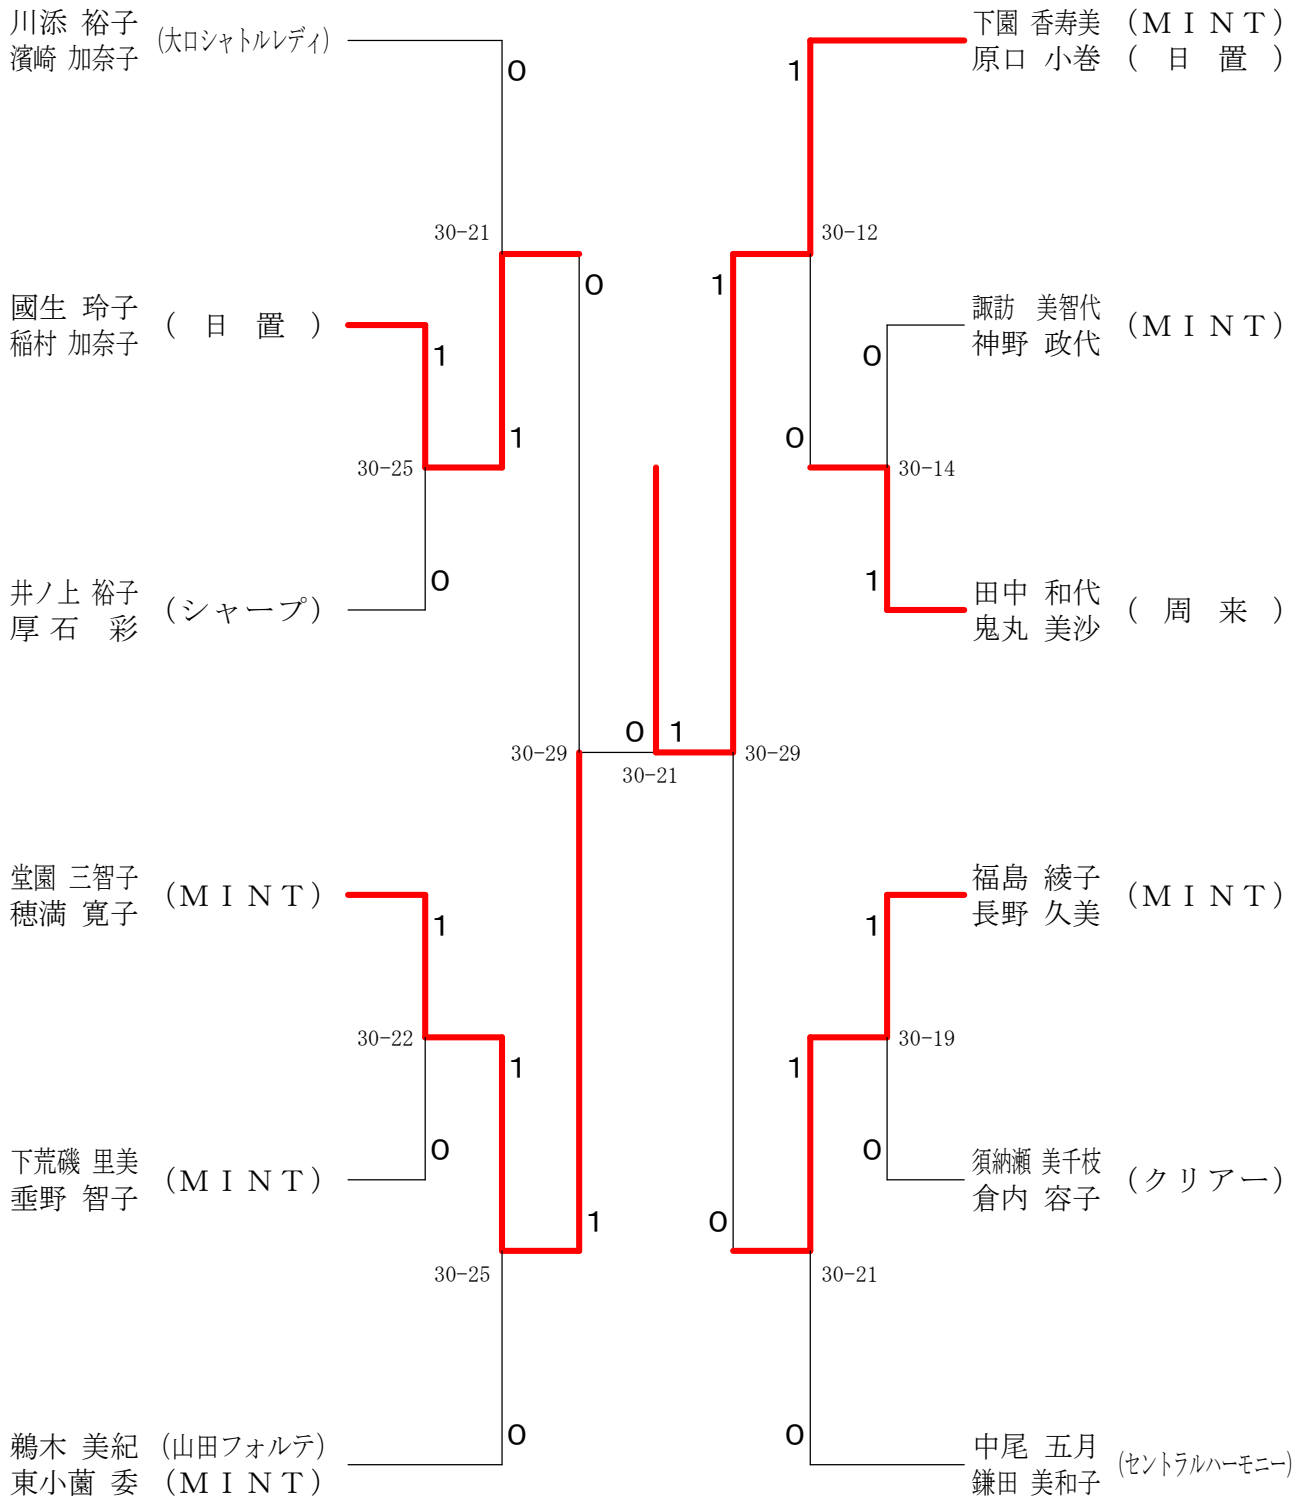 川添 裕子
濱崎 加奈子
(大口シャトルレディ)
0
30-21
國生 玲子
稲村 加奈子
( 日 置 )
1
1
30-25
井ノ上 裕子
厚石 彩
(シャープ)
0
0
30-29
堂園 三智子
穂満 寛子
(ＭＩＮＴ)
1
30-22
1
下荒磯 里美
垂野 智子
(ＭＩＮＴ)
0
1
30-25
鵜木 美紀 (山田フォルテ)
東小薗 委 (ＭＩＮＴ)
0
0 1
30-21
下園 香寿美 (ＭＩＮＴ)
原口 小巻 ( 日 置 )
1
30-12
1
諏訪 美智代
神野 政代
(ＭＩＮＴ)
0
0
30-14
田中 和代
鬼丸 美沙
( 周 来 )
1
30-29
福島 綾子
長野 久美
(ＭＩＮＴ)
1
30-19
1
須納瀬 美千枝
倉内 容子
(クリアー)
0
0
30-21
中尾 五月
鎌田 美和子
(セントラルハーモニー)
0